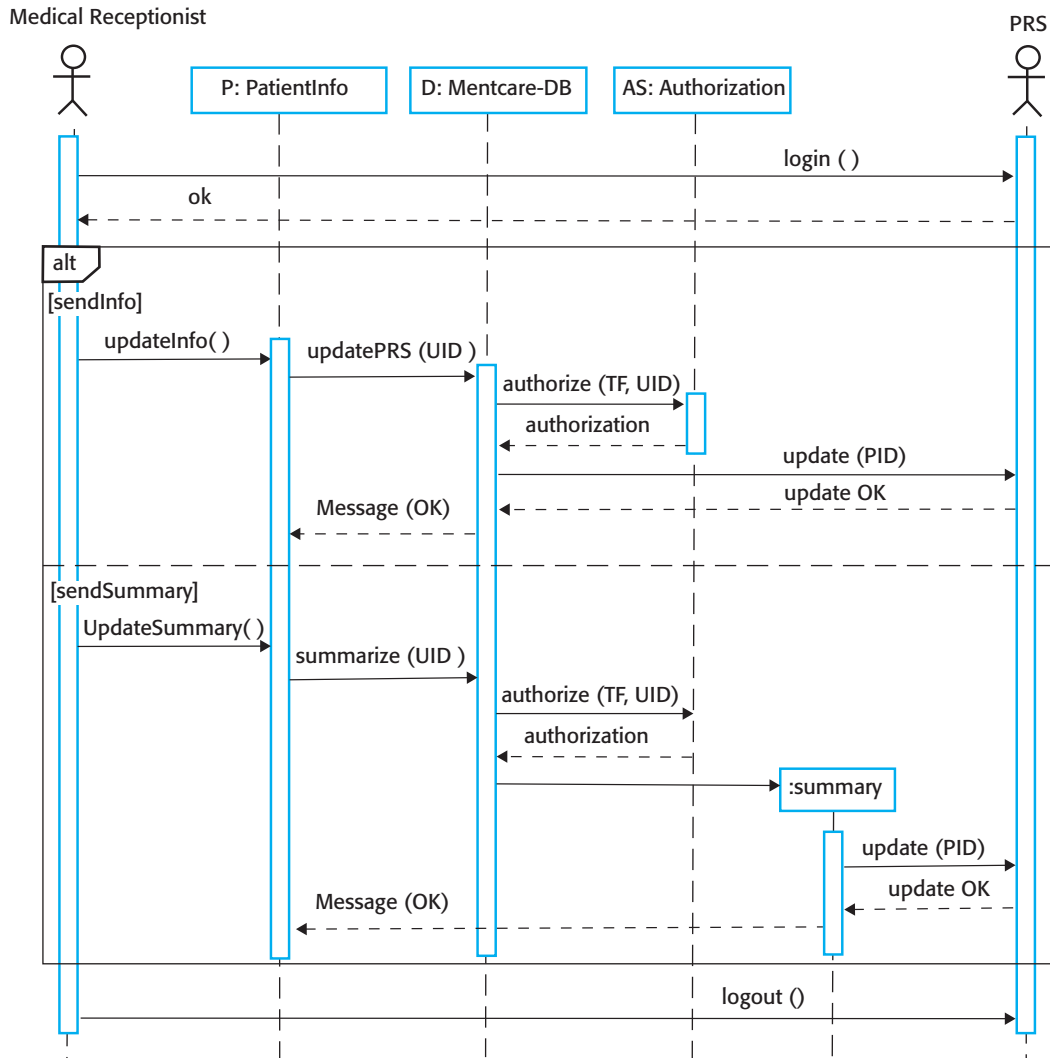 Medical Receptionist
PRS
P: PatientInfo
D: Mentcare-DB
AS: Authorization
login ( )
ok
alt
[sendInfo]
updateInfo( )
updatePRS (UID )
authorize (TF, UID)
authorization
update (PID)
update OK
Message (OK)
[sendSummary]
UpdateSummary( )
summarize (UID )
authorize (TF, UID)
authorization
:summary
update (PID)
update OK
Message (OK)
logout ()